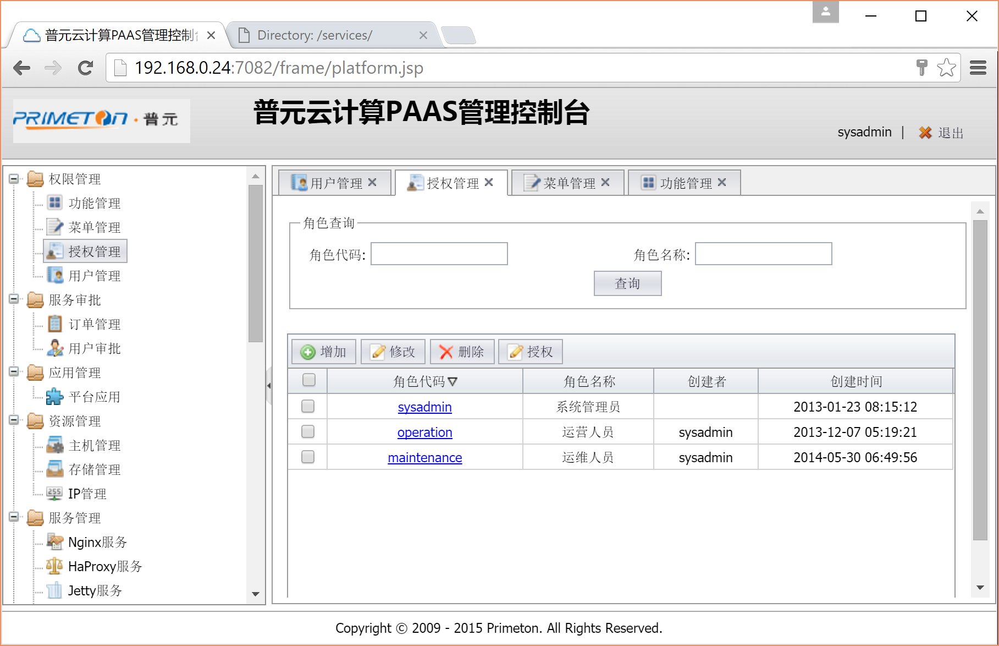 普元云计算PAAS管理控制
Directory: /services/
192.168.0.24:7082/frame/platform.jsp
PRIMETON · 普元
普元云计算PAAS管理控制台
sysadmin | 退出
权限管理
功能管理
菜单管理
授权管理
用户管理
服务审批
订单管理
用户审批
应用管理
平台应用
资源管理
主机管理
存储管理
255
IP管理
服务管理
Nginx服务
HaProxy服务
Jetty服务
用户管理 授权管理 菜单管理 功能管理
角色查询
角色代码: 角色名称:
查询
增加 修改 删除 授权
角色代码 角色名称 创建者 创建时间
sysadmin 系统管理员 2013-01-23 08:15:12
operation 运营人员 sysadmin 2013-12-07 05:19:21
maintenance 运维人员 sysadmin 2014-05-30 06:49:56
Copyright © 2009 - 2015 Primeton. All Rights Reserved.